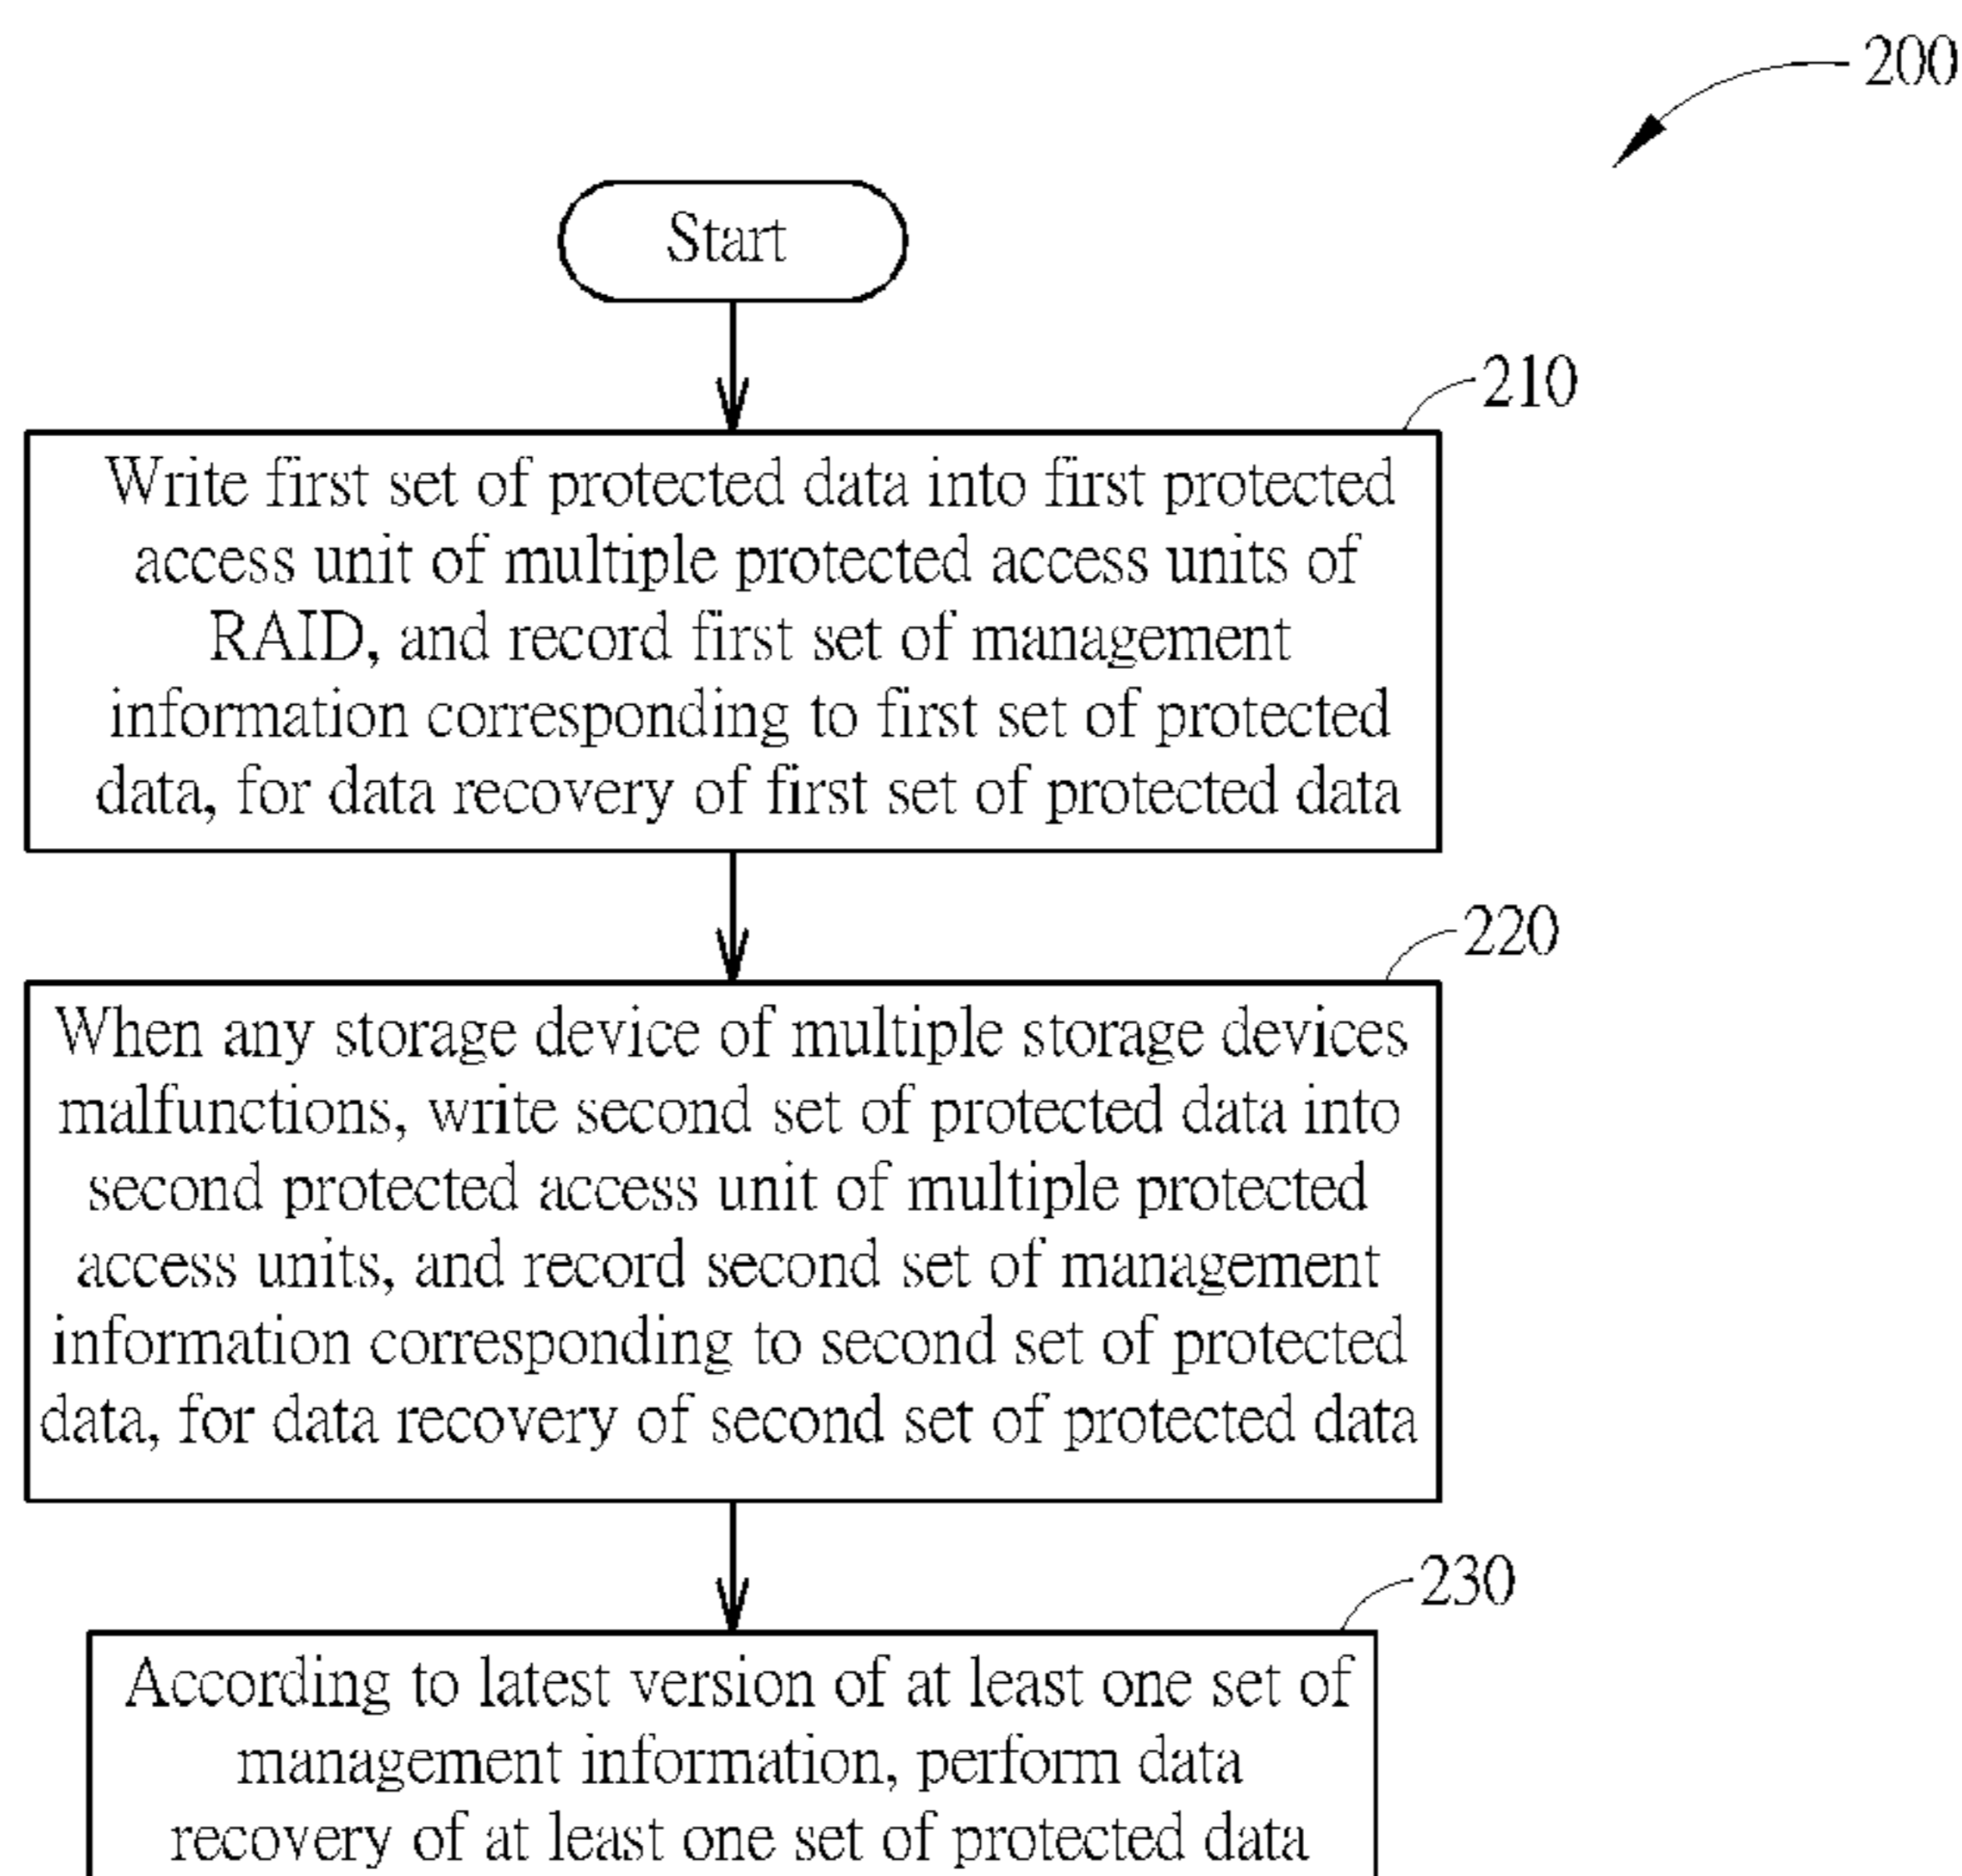 200
Start
210
Write first set of protected data into first protected
access unit of multiple protected access units of
RAID, and record first set of management
information corresponding to first set of protected
data, for data recovery of first set of protected data
220
When any storage device of multiple storage devices
malfunctions, write second set of protected data into
second protected access unit of multiple protected
access units, and record second set of management
information corresponding to second set of protected
data, for data recovery of second set of protected data
230
According to latest version of at least one set of
management information, perform data
recovery of at least one set of protected data